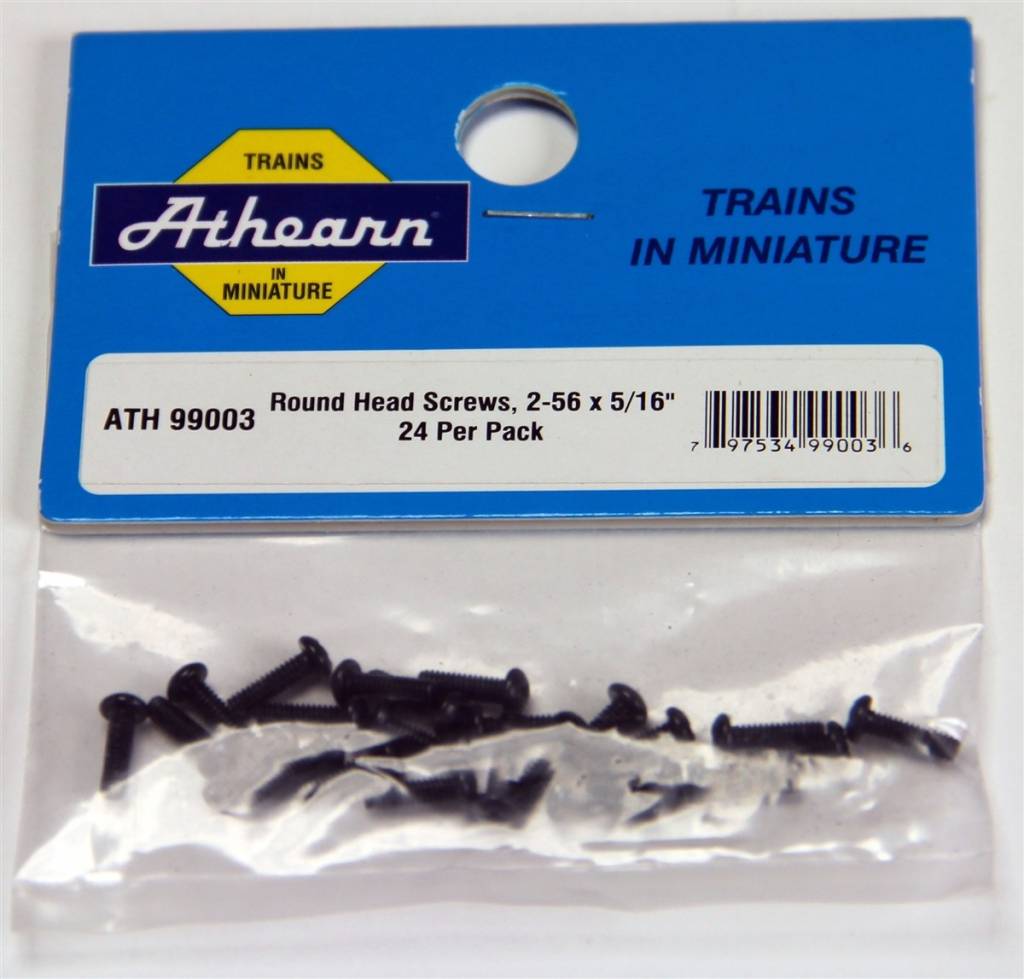 TRAINS
Athearn
IN
MINIATURE
TRAINS
IN MINIATURE
ATH 99003
Round Head Screws, 2-56 x 5/16"
24 Per Pack
7 97534 99003 6